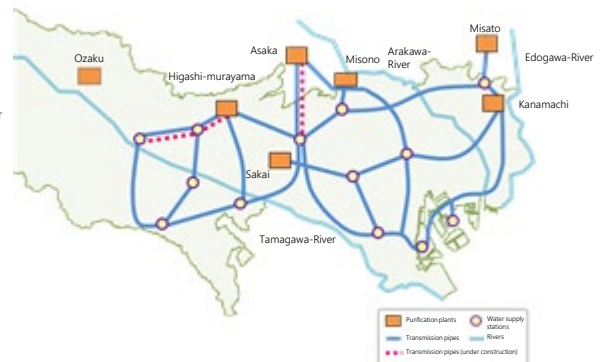 Misato
Asaka
Misono
Arakawa-
River
Edogawa-River
Ozaku
Higashi-murayama
Kanamachi
Sakai
Tamagawa-River
Purification plants
Water supply
stations
Transmission pipes
Rivers
Transmission pipes (under construction)